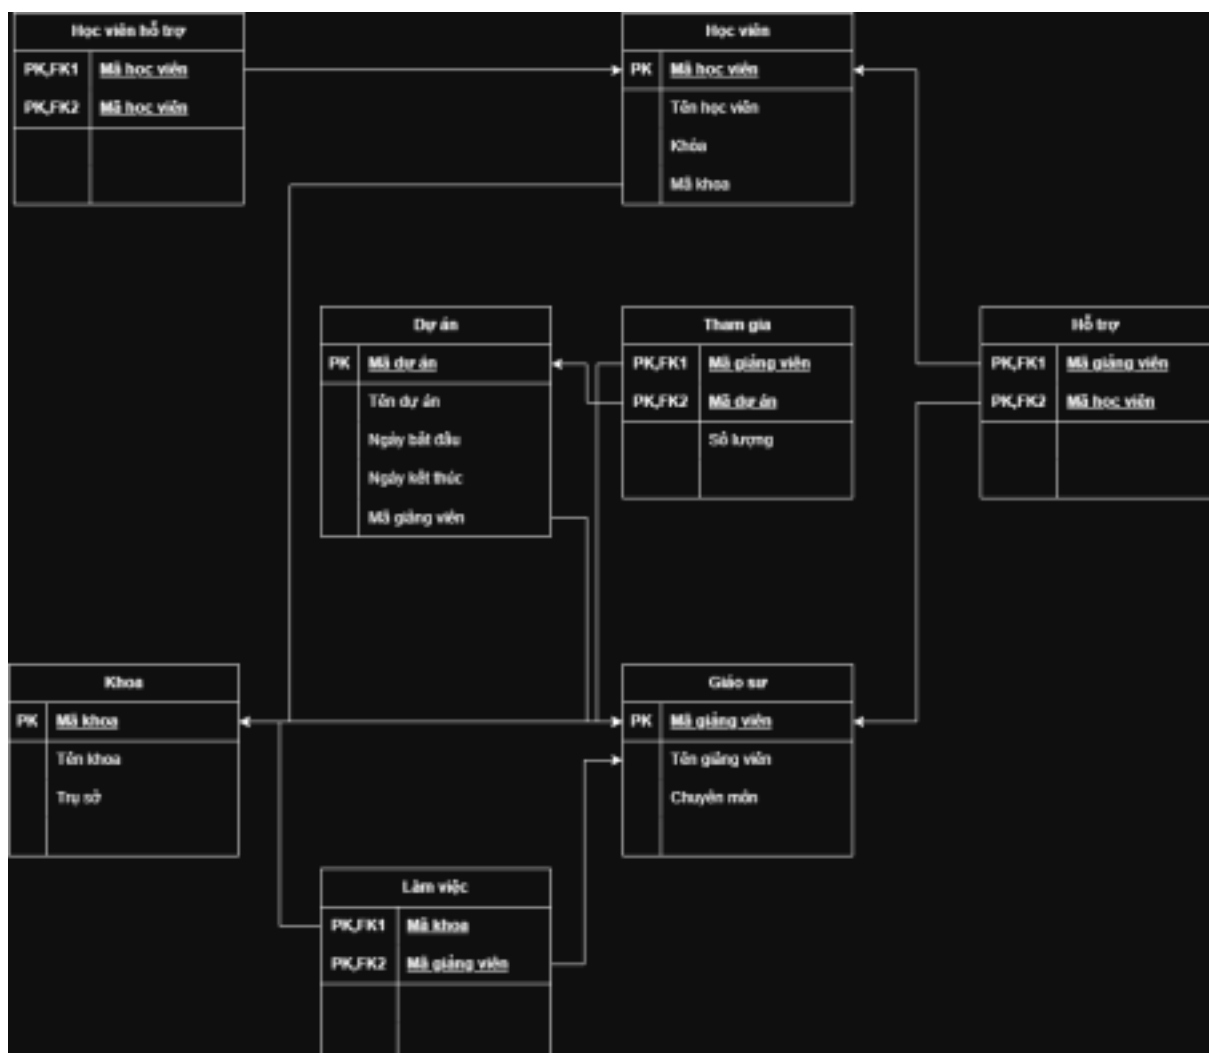 Học viên hỗ trợ
PK,FK1 Mã học viên
PK,FK2 Mã học viên
Học viên
PK Mã học viên
Tên học viên
Khóa
Mã khoa
Dự án
PK Mã dự án
Tên dự án
Ngày bắt đầu
Ngày kết thúc
Mã giảng viên
Tham gia
PK,FK1 Mã giảng viên
PK,FK2 Mã dự án
Số lượng
Hỗ trợ
PK,FK1 Mã giảng viên
PK,FK2 Mã học viên
Khoa
PK Mã khoa
Tên khoa
Trụ sở
Giáo sư
PK Mã giảng viên
Tên giảng viên
Chuyên môn
Làm việc
PK,FK1 Mã khoa
PK,FK2 Mã giảng viên